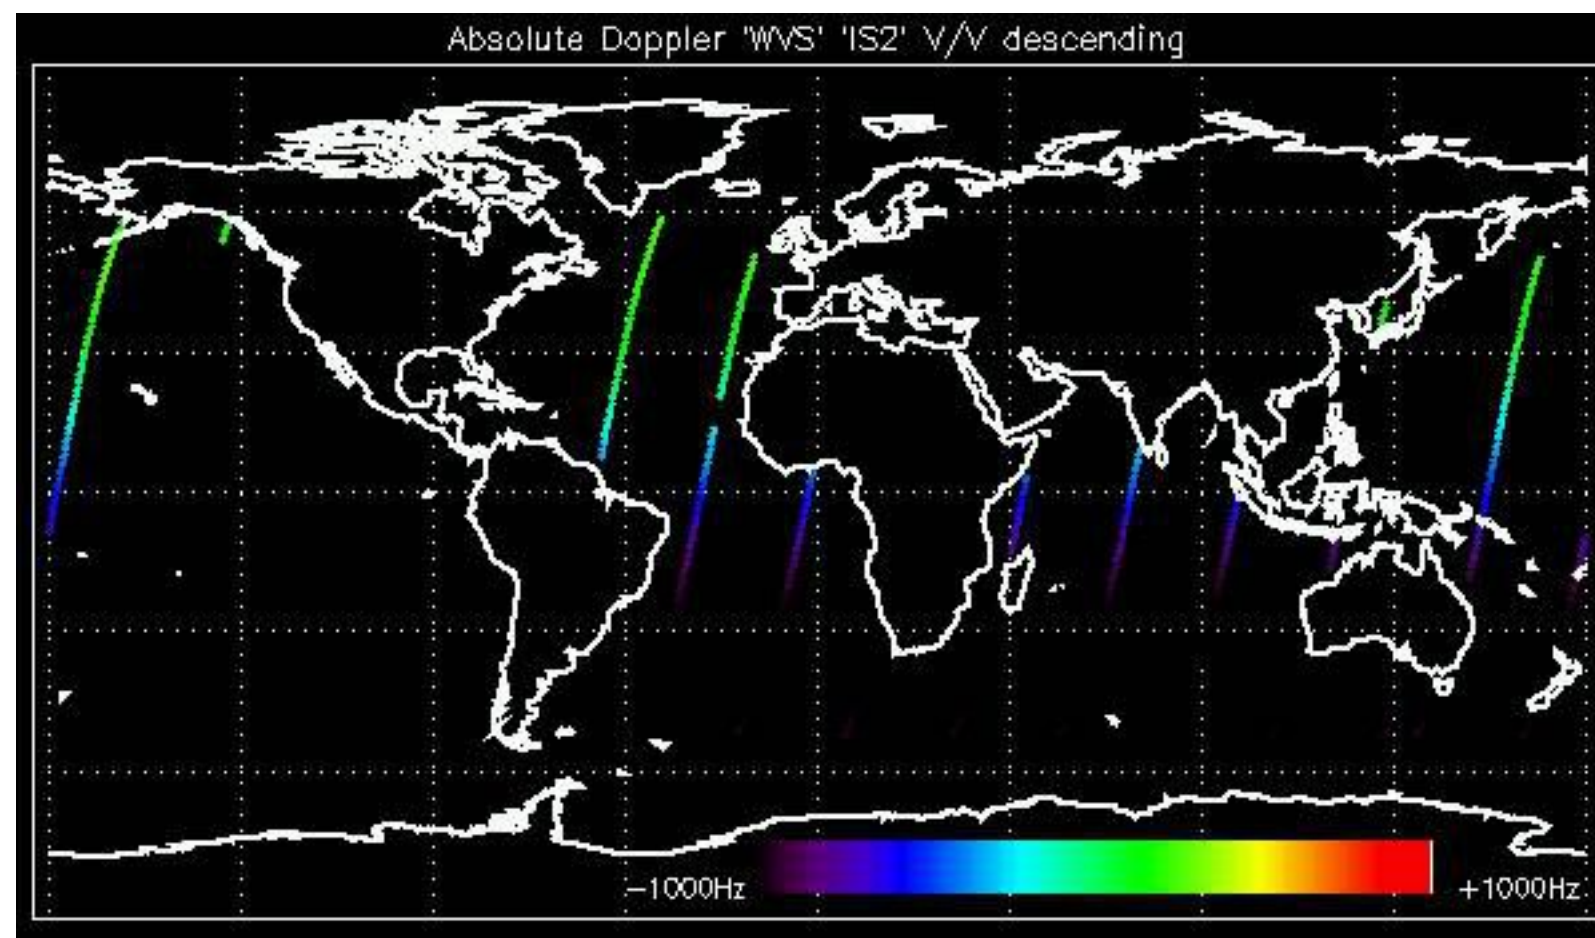 Absolute Doppler 'WVS' 'IS2' V/V descending
-1000Hz
+1000Hz